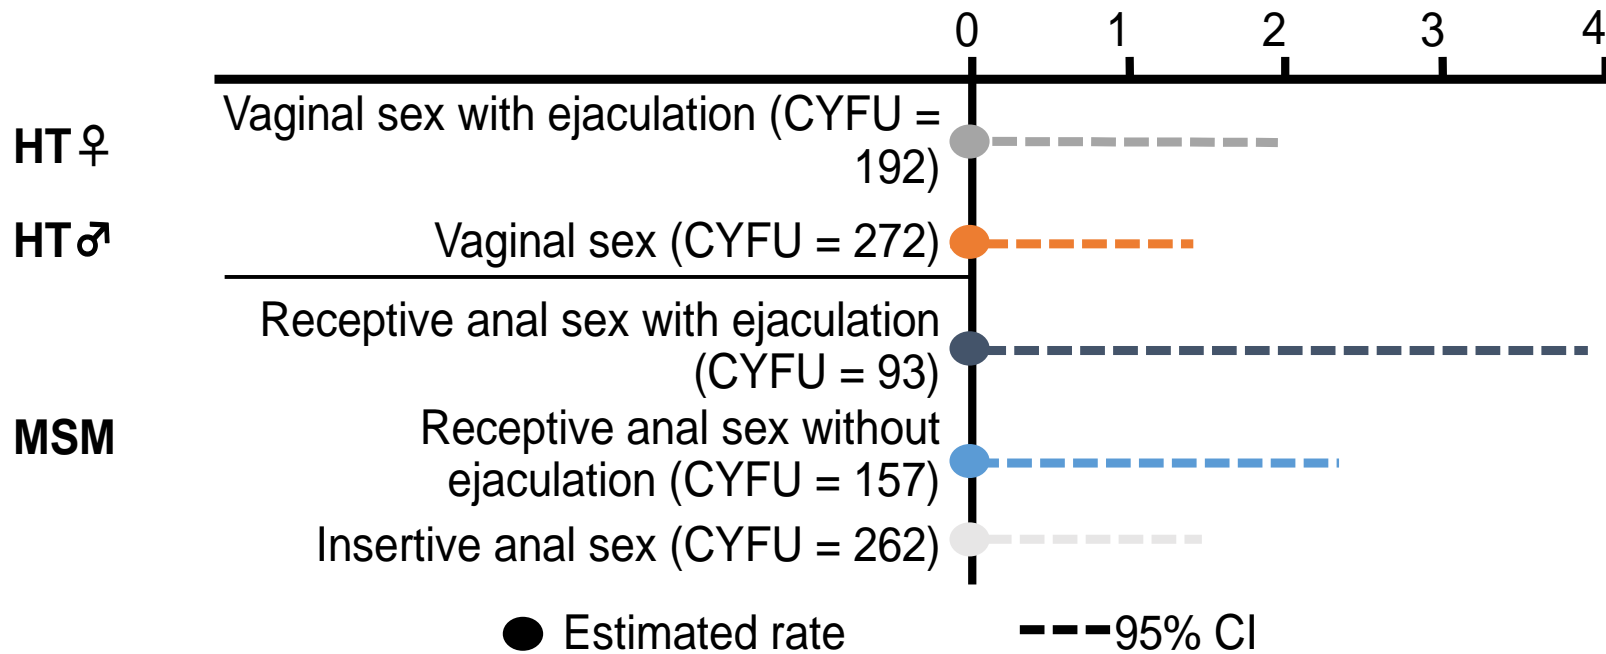 0 1 2 3 4
Vaginal sex with ejaculation (CYFU =
192)
HT♀
HT♂
Vaginal sex (CYFU = 272)
Receptive anal sex with ejaculation
(CYFU = 93)
MSM
Receptive anal sex without
ejaculation (CYFU = 157)
Insertive anal sex (CYFU = 262)
Estimated rate
95% CI